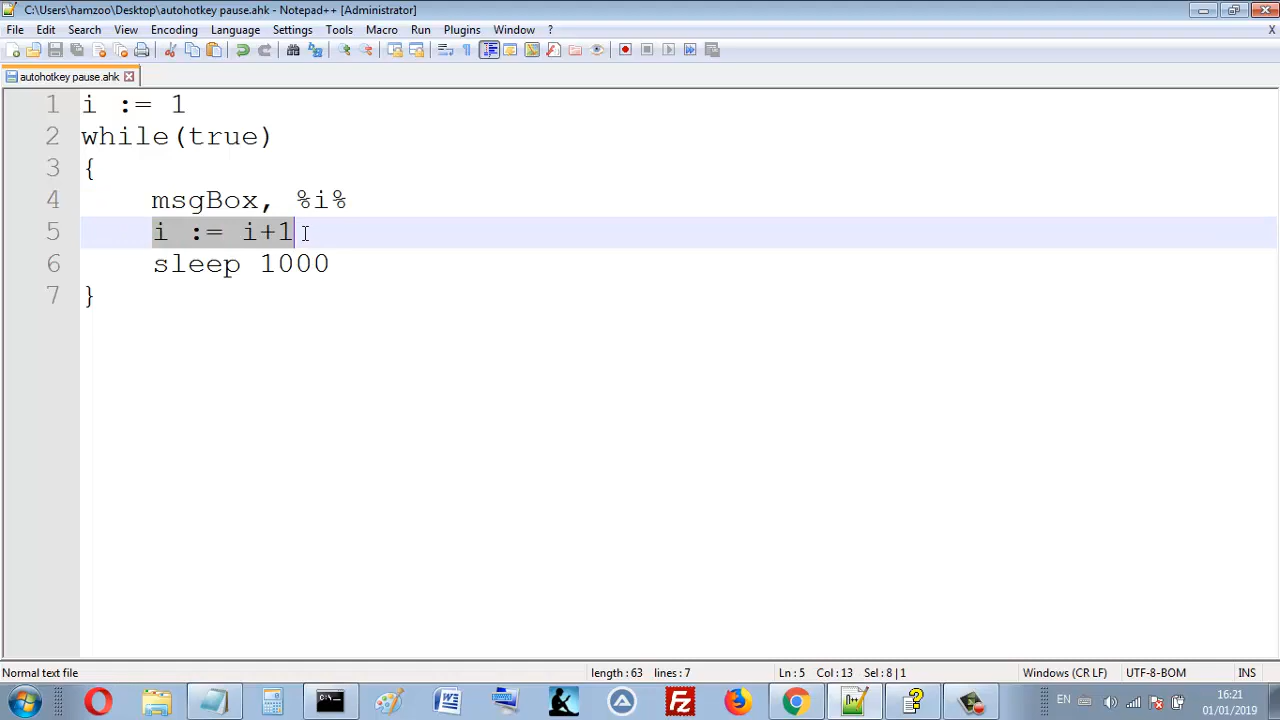 C:\Users\hamzoo\Desktop\autohotkey pause.ahk - Notepad++ [Administrator]
File Edit Search View Encoding Language Settings Tools Macro Run Plugins Window ? X
autohotkey pause.ahk
1 i := 1
2 while(true)
3 {
4 msgBox, %i%
5 i := i+1
6 sleep 1000
7 }
Normal text file length : 63 lines : 7 Ln : 5 Col : 13 Sel : 8 | 1 Windows (CR LF) UTF-8-BOM INS
EN 16:21
01/01/2019